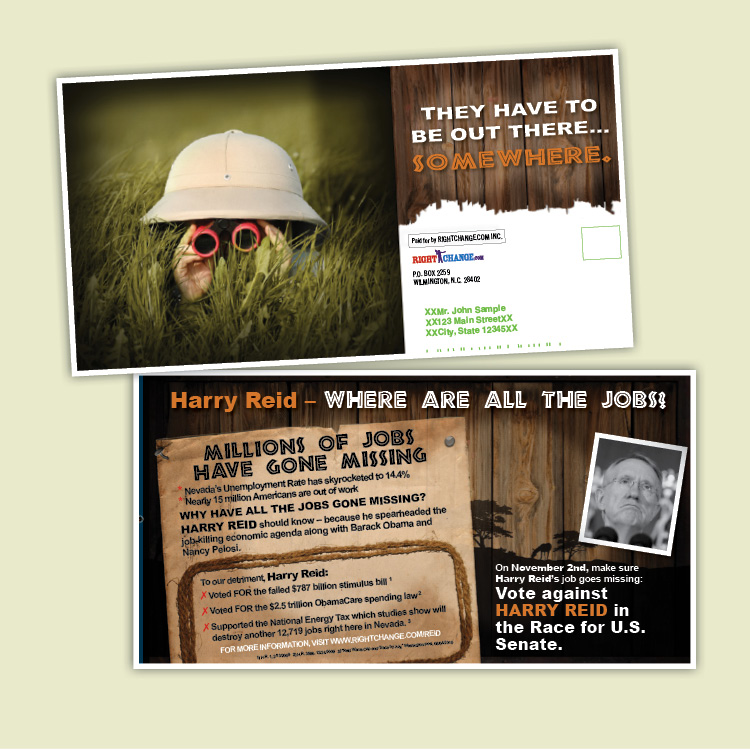 THEY HAVE TO
BE OUT THERE...
SOMEWHERE.
Paid for by RIGHTCHANGE.COM INC.
RIGHTCHANGE.COM
P.O. BOX 2259
WILMINGTON, N.C. 28402
XXMr. John Sample
XX123 Main StreetXX
XXCity, State 12345XX
Harry Reid – WHERE ARE ALL THE JOBS?
MILLIONS OF JOBS
HAVE GONE MISSING
* Nevada's Unemployment Rate has skyrocketed to 14.4%
* Nearly 15 million Americans are out of work
WHY HAVE ALL THE JOBS GONE MISSING?
HARRY REID should know – because he spearheaded the
job-killing economic agenda along with Barack Obama and
Nancy Pelosi.
To our detriment, Harry Reid:
✗ Voted FOR the failed $787 billion stimulus bill 1
✗ Voted FOR the $2.5 trillion ObamaCare spending law 2
✗ Supported the National Energy Tax which studies show will
destroy another 12,719 jobs right here in Nevada. 3
FOR MORE INFORMATION, VISIT WWW.RIGHTCHANGE.COM/REID
On November 2nd, make sure
Harry Reid's job goes missing:
Vote against
HARRY REID in
the Race for U.S.
Senate.